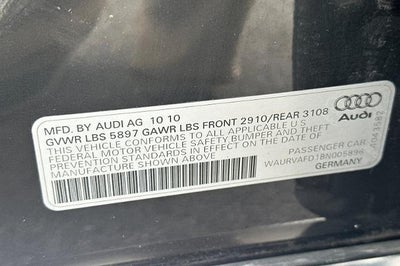 MFD. BY AUDI AG 10 10
GVWR LBS 5897 GAWR LBS FRONT 2910/REAR 3108
THIS VEHICLE CONFORMS TO ALL APPLICABLE U.S.
FEDERAL MOTOR VEHICLE SAFETY BUMPER AND THEFT
PREVENTION STANDARDS IN EFFECT ON THE DATE OF
MANUFACTURE SHOWN ABOVE.
PASSENGER CAR
WAURVAFD1BN005896
GERMANY
Audi